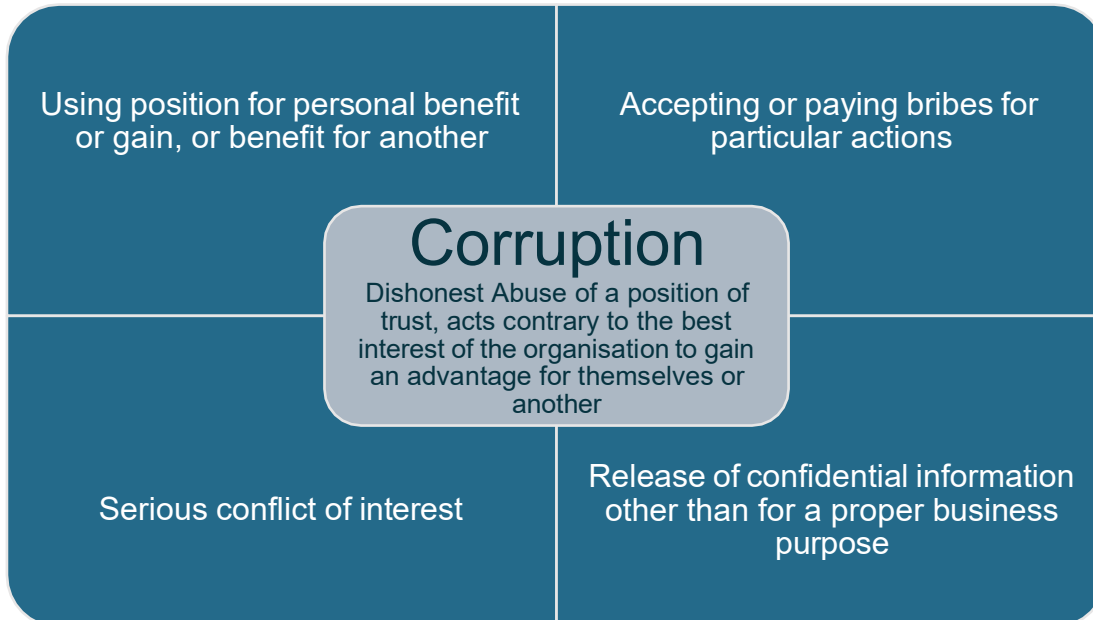 Using position for personal benefit
or gain, or benefit for another
Accepting or paying bribes for
particular actions
Corruption
Dishonest Abuse of a position of
trust, acts contrary to the best
interest of the organisation to gain
an advantage for themselves or
another
Serious conflict of interest
Release of confidential information
other than for a proper business
purpose